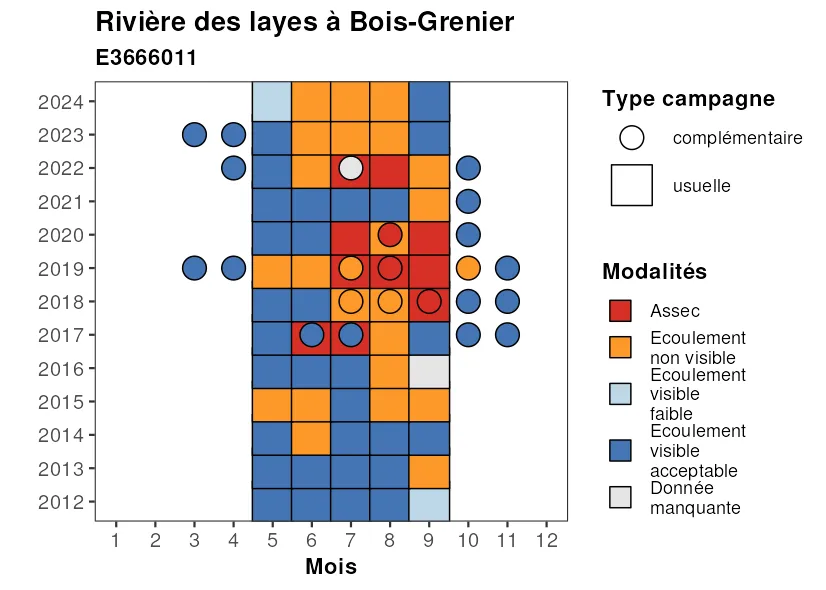 Rivière des layes à Bois-Grenier
E3666011
2024
2023
2022
2021
2020
2019
2018
2017
2016
2015
2014
2013
2012
1 2 3 4 5 6 7 8 9 10 11 12
Mois
Type campagne
complémentaire
usuelle
Modalités
Assec
Ecoulement
non visible
Ecoulement
visible
faible
Ecoulement
visible
acceptable
Donnée
manquante